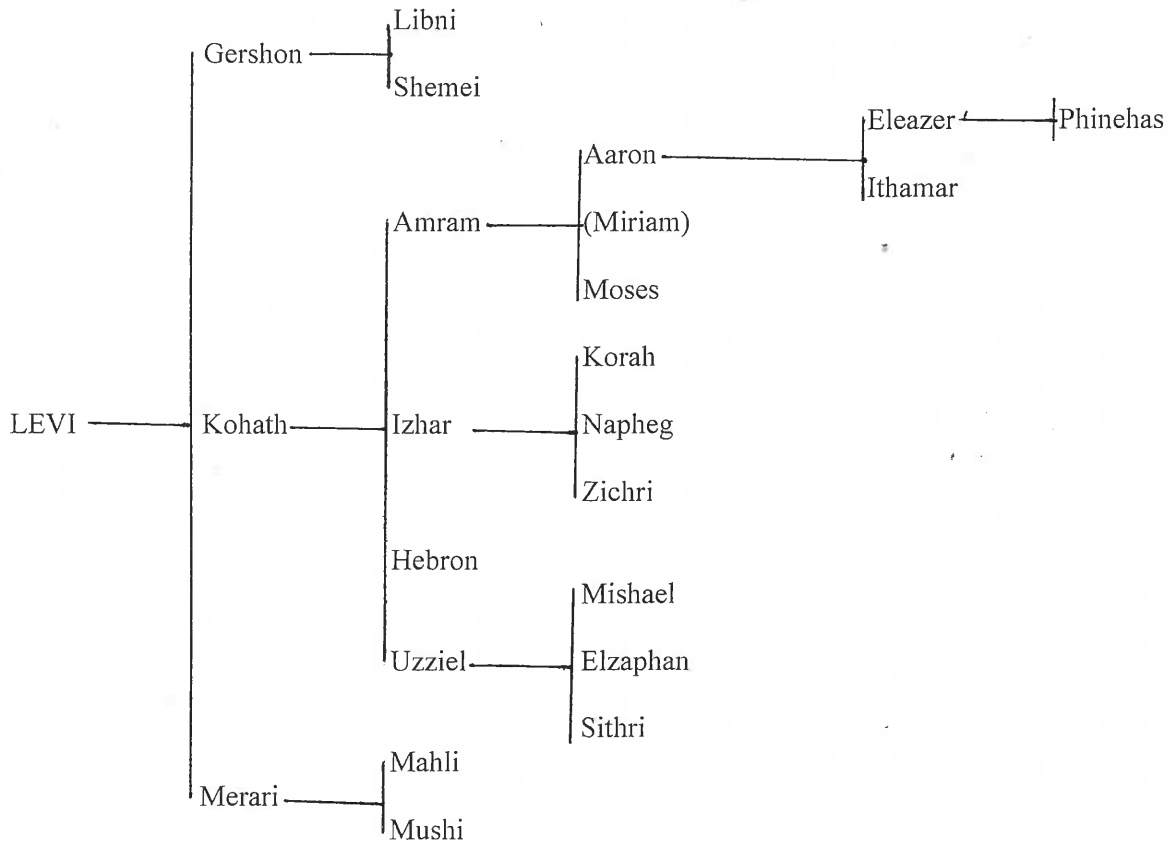 Libni
Gershon
Shemei
Eleazer Phinehas
Aaron
Ithamar
Amram (Miriam)
Moses
Korah
LEVI Kohath Izhar Napheg
Zichri
Hebron
Mishael
Uzziel Elzaphan
Sithri
Mahli
Merari
Mushi